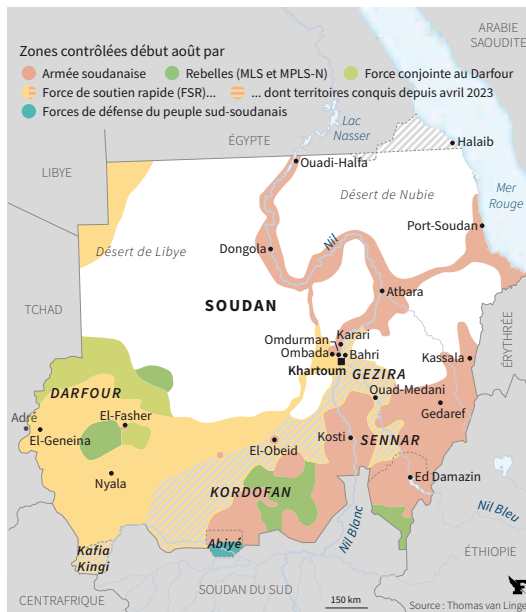 ARABIE
SAOUDITE
Zones contrôlées début août par
Armée soudanaise
Rebelles (MLS et MPLS-N)
Force conjointe au Darfour
Force de soutien rapide (FSR)...
... dont territoires conquis depuis avril 2023
Forces de défense du peuple sud-soudanais
Lac
Nasser
ÉGYPTE
Halaib
LIBYE
Ouadi-Halfa
Mer
Rouge
Désert de Nubie
Port-Soudan
Désert de Libye
Dongola
Nil
Atbara
SOUDAN
TCHAD
ÉRYTHRÉE
Karari
Omdurman
Ombada
Bahri
Kassala
Khartoum
GEZIRA
Ouad-Medani
DARFOUR
Gedaref
El-Fasher
Adré
El-Geneina
Kosti
SENNAR
El-Obeid
Nyala
Ed Damazin
KORDOFAN
Nil Bleu
Nil Blanc
Abiyé
Kafia
Kingi
ÉTHIOPIE
SOUDAN DU SUD
CENTRAFRIQUE
150 km
Source : Thomas van Linge
F